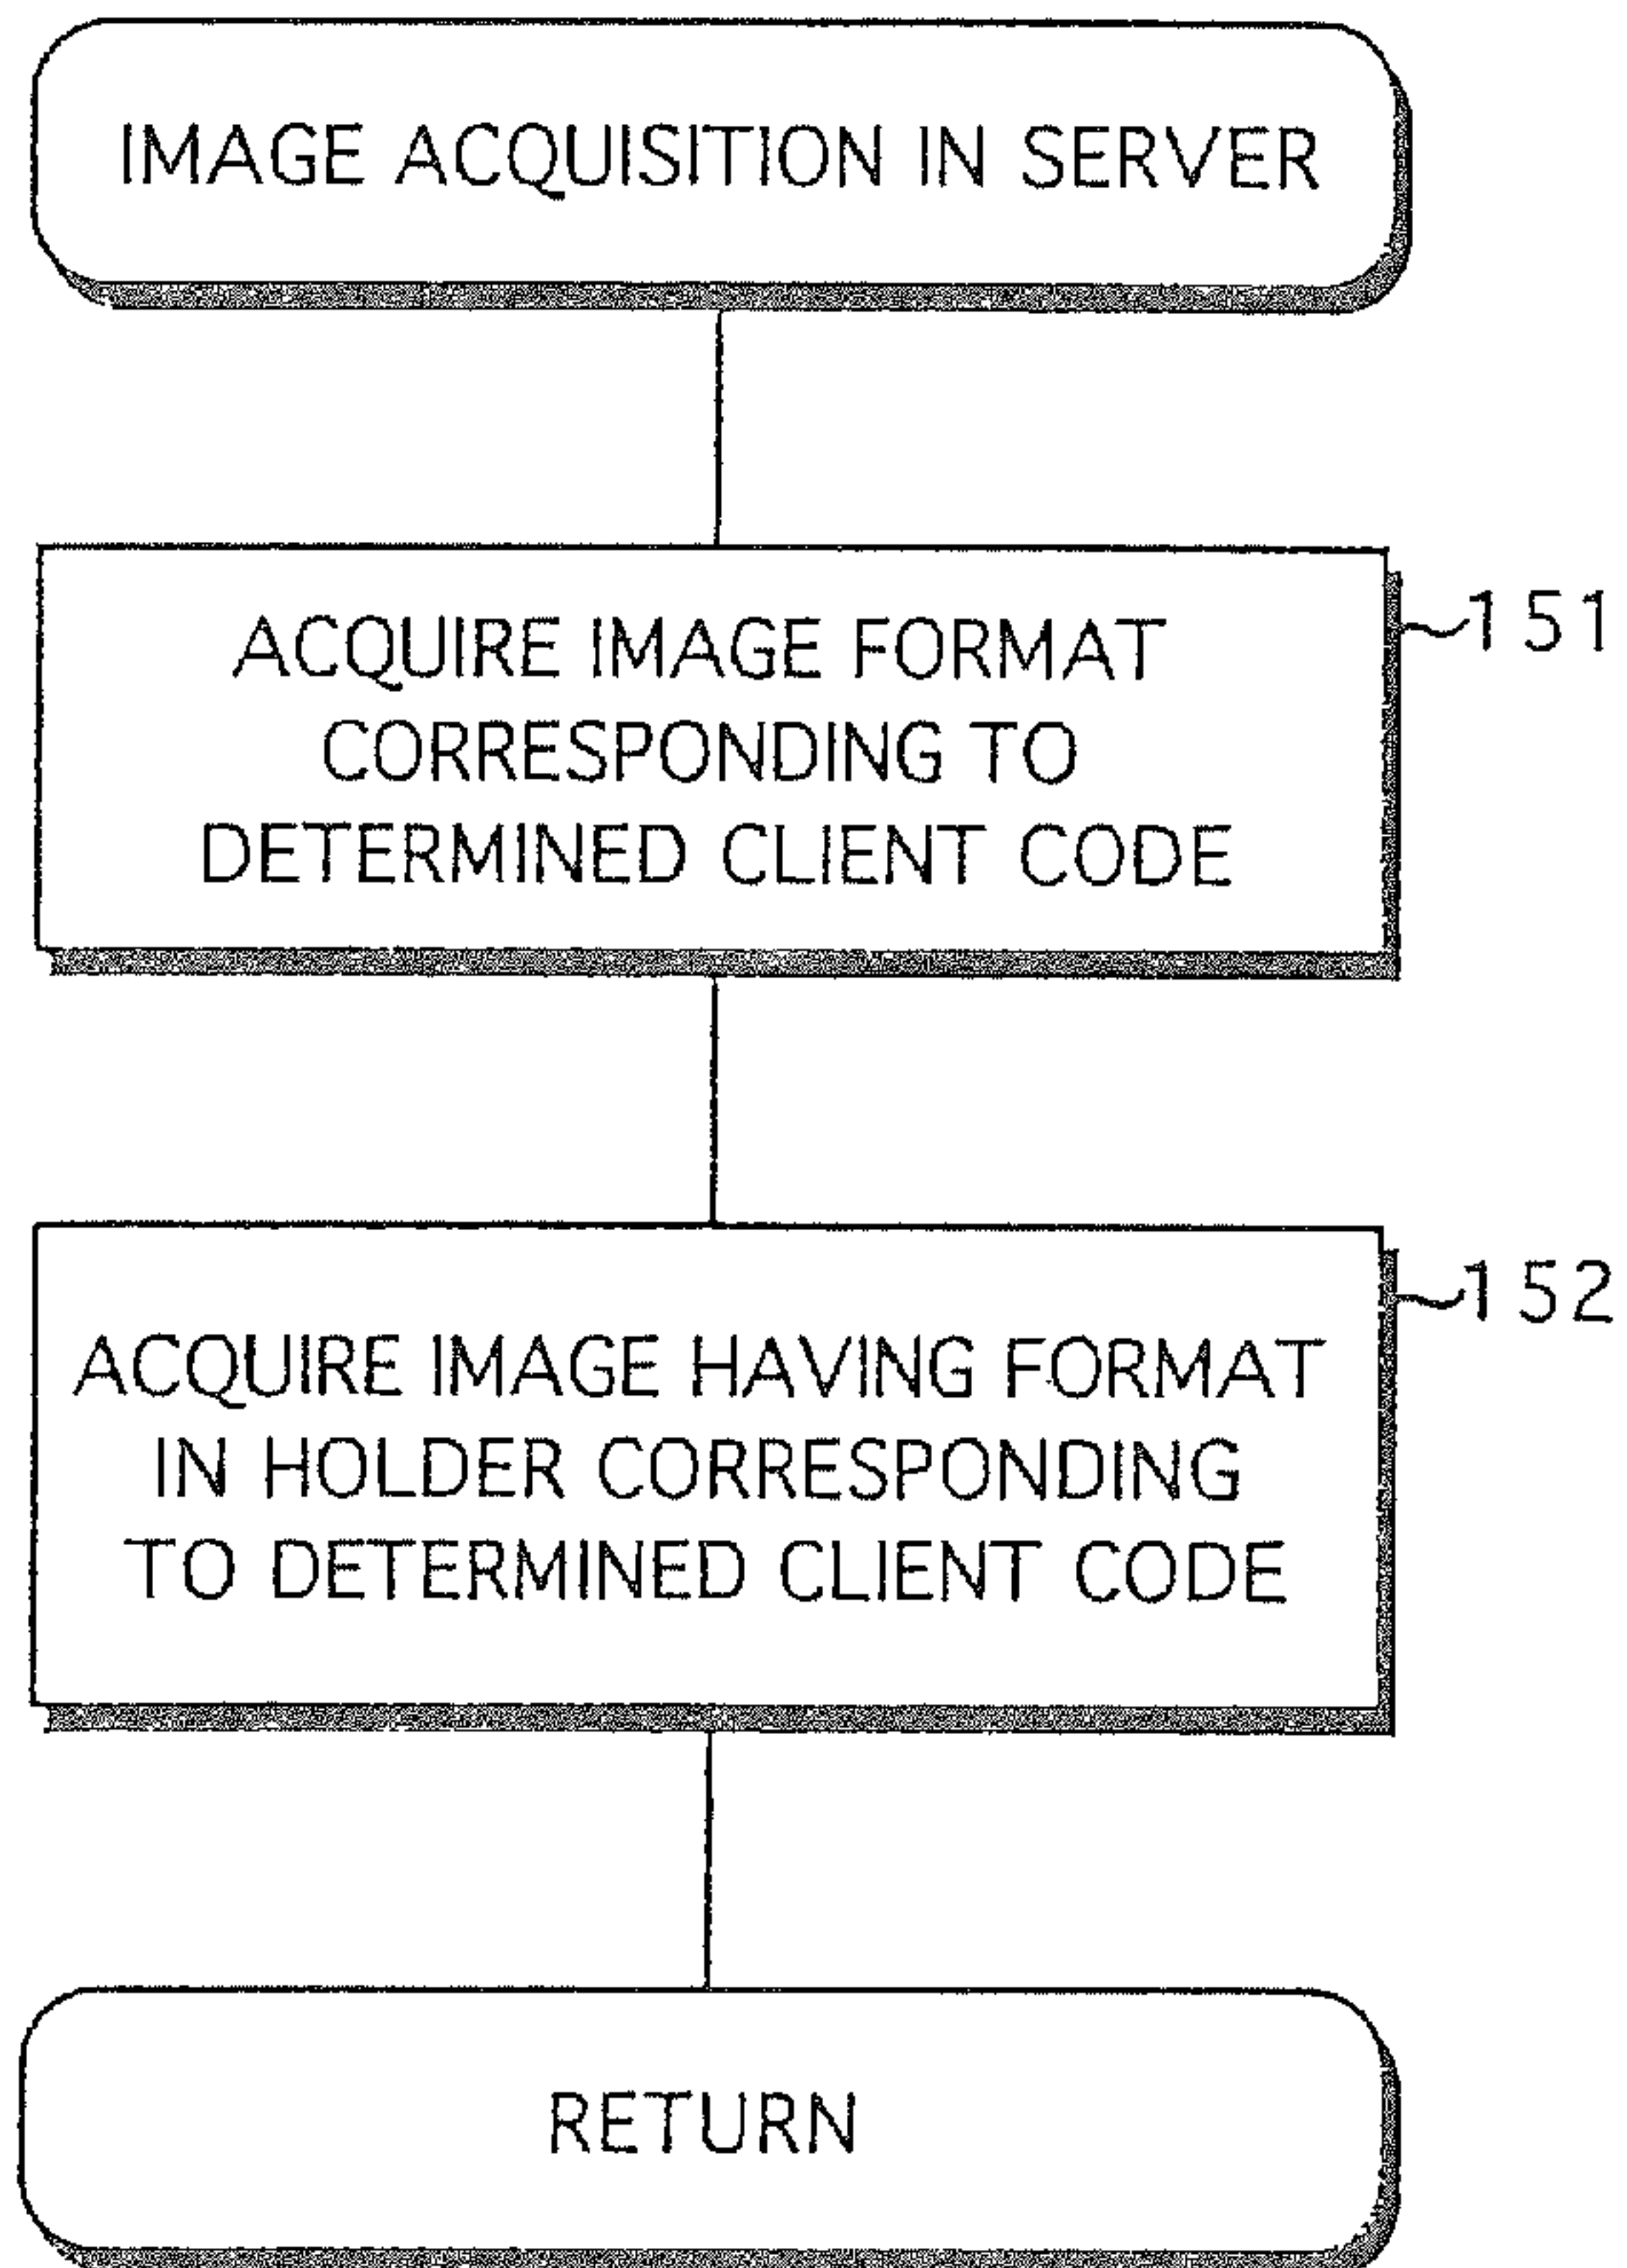 IMAGE ACQUISITION IN SERVER
ACQUIRE IMAGE FORMAT
CORRESPONDING TO
DETERMINED CLIENT CODE
151
ACQUIRE IMAGE HAVING FORMAT
IN HOLDER CORRESPONDING
TO DETERMINED CLIENT CODE
152
RETURN